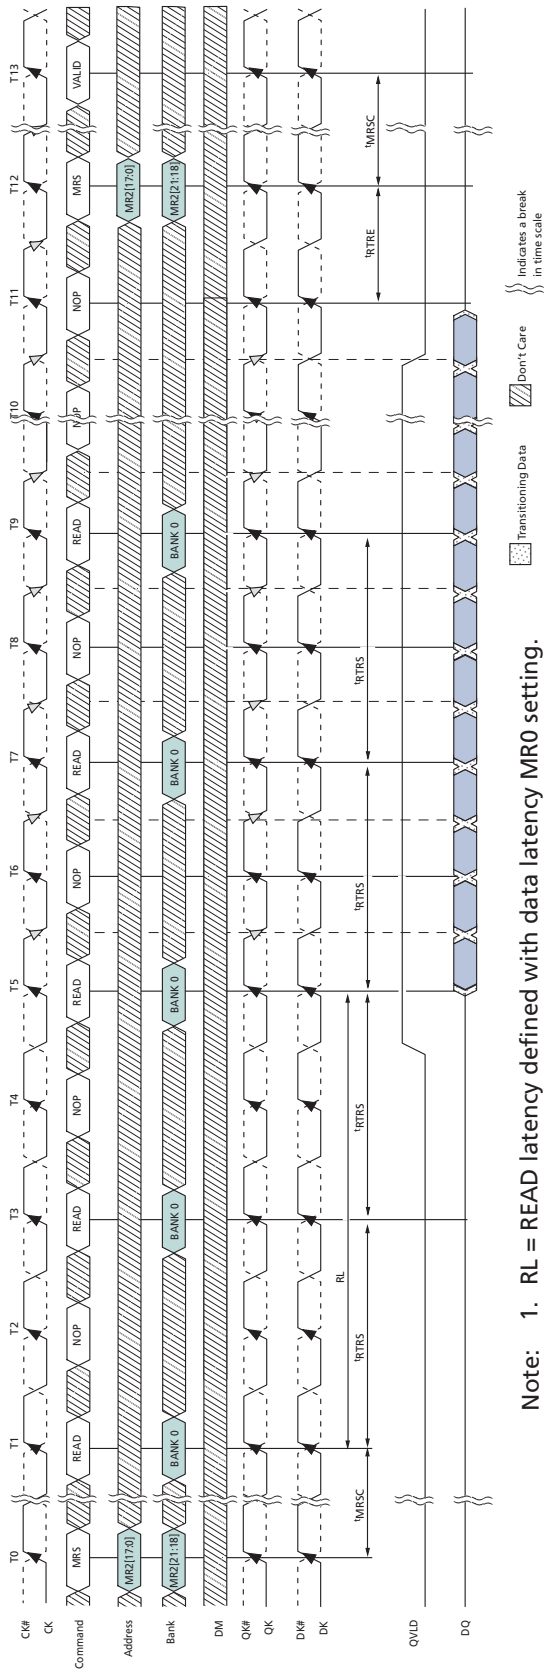 T0 T1 T2 T3 T4 T5 T6 T7 T8 T9 T10 T11 T12 T13
CK#
CK
Command MRS READ NOP READ NOP READ NOP READ NOP READ NOP NOP MRS VALID
Address MR2[17:0] MR2[17:0]
Bank MR2[21:18] BANK 0 BANK 0 BANK 0 BANK 0 BANK 0 MR2[21:18]
DM
QK#
QK
DK#
DK
RL
tMRSC tRTRS tRTRS tRTRS tRTRS tRTRE tMRSC
QVLD
DQ
Transitioning Data Don't Care Indicates a break
in time scale
Note: 1. RL = READ latency defined with data latency MR0 setting.